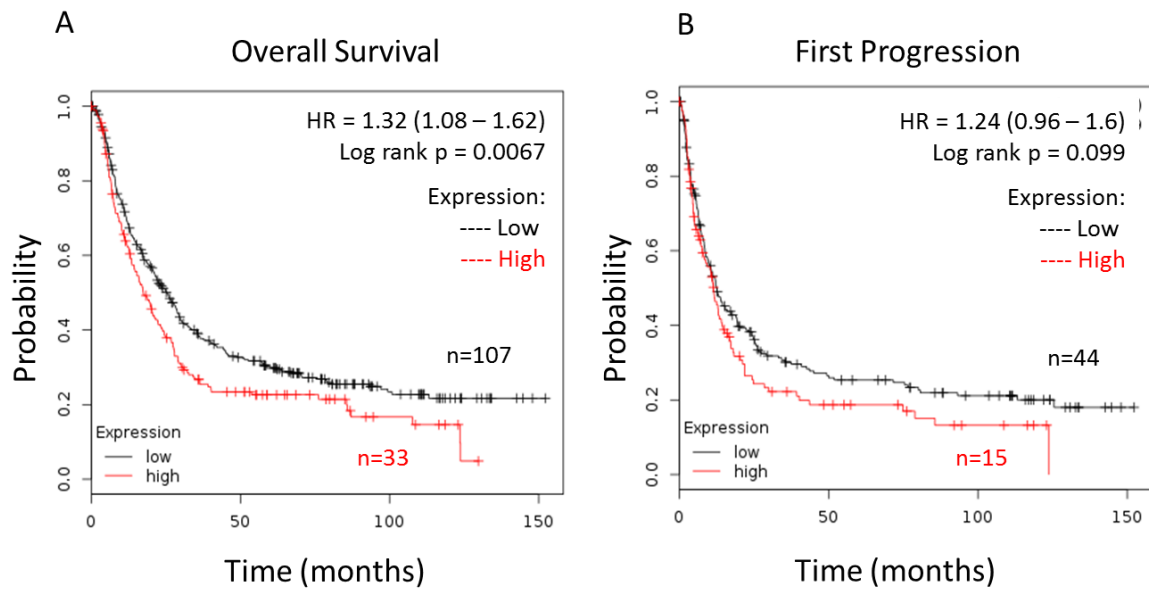 A
Overall Survival
HR = 1.32 (1.08 – 1.62)
Log rank p = 0.0067
Expression:
---- Low
---- High
n=107
n=33
Expression
low
high
Probability
1.0
0.8
0.6
0.4
0.2
0.0
0
50
100
150
Time (months)
B
First Progression
HR = 1.24 (0.96 – 1.6)
Log rank p = 0.099
Expression:
---- Low
---- High
n=44
n=15
Expression
low
high
Probability
1.0
0.8
0.6
0.4
0.2
0.0
0
50
100
150
Time (months)